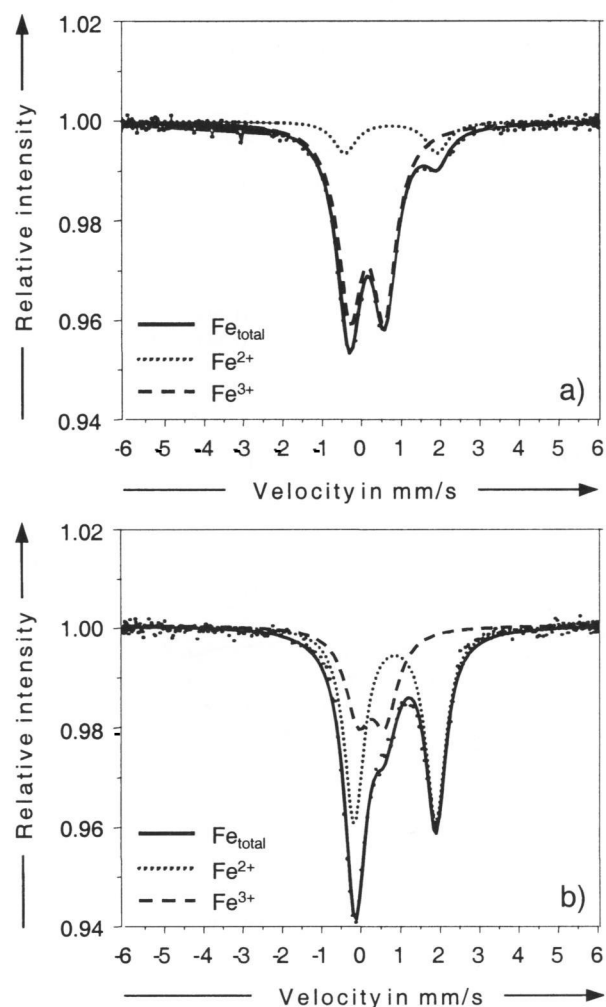 1.02
1.00
0.98
0.96
0.94
Relative intensity
Fetotal
Fe2+
Fe3+
a)
-6 -5 -4 -3 -2 -1 0 1 2 3 4 5 6
Velocity in mm/s
1.02
1.00
0.98
0.96
0.94
Relative intensity
Fetotal
Fe2+
Fe3+
b)
-6 -5 -4 -3 -2 -1 0 1 2 3 4 5 6
Velocity in mm/s